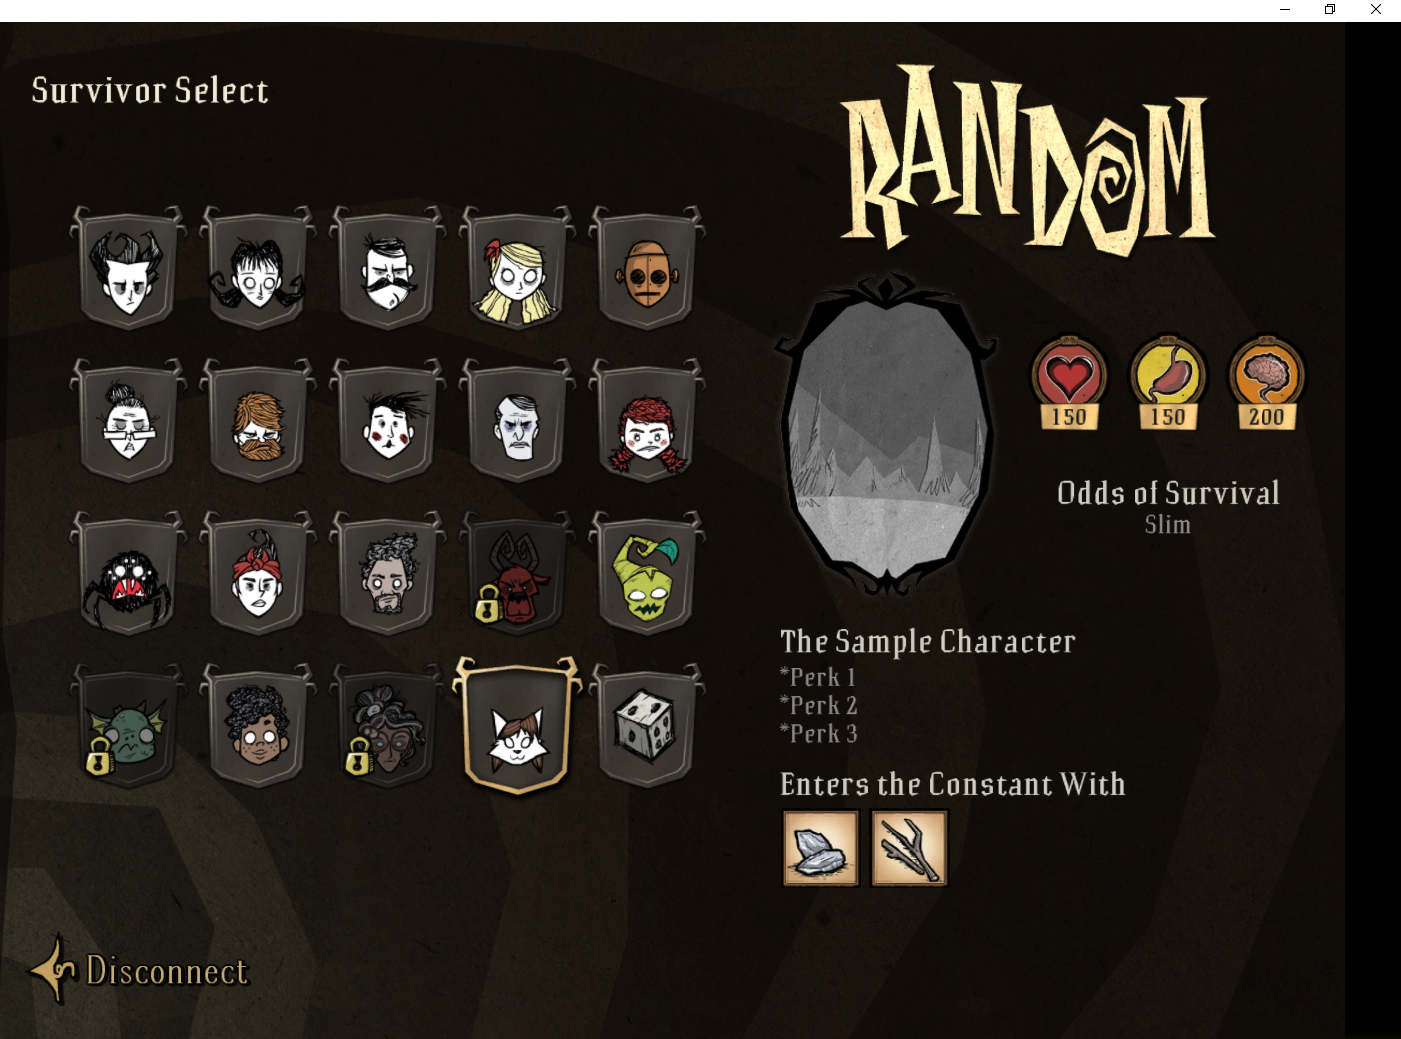 Survivor Select
RANDOM
150
150
200
Odds of Survival
Slim
The Sample Character
*Perk 1
*Perk 2
*Perk 3
Enters the Constant With
Disconnect